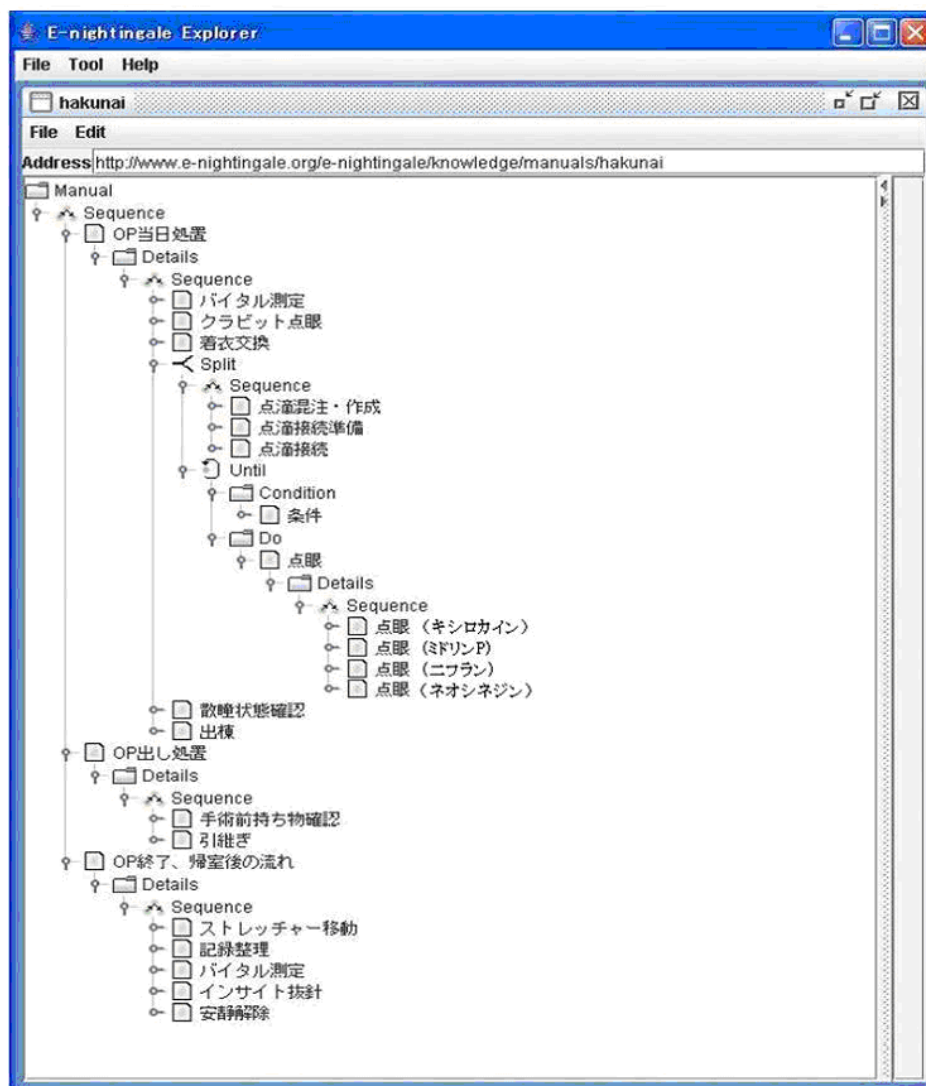 E-nightingale Explorer
File Tool Help
hakunai
File Edit
Address http://www.e-nightingale.org/e-nightingale/knowledge/manuals/hakunai
Manual
Sequence
OP当日処置
Details
Sequence
バイタル測定
クラビット点眼
着衣交換
Split
Sequence
点滴混注・作成
点滴接続準備
点滴接続
Until
Condition
条件
Do
点眼
Details
Sequence
点眼（キシロカイン）
点眼（ミドリンP）
点眼（ニフラン）
点眼（ネオシネジン）
散瞳状態確認
出棟
OP出し処置
Details
Sequence
手術前持ち物確認
引継ぎ
OP終了、帰室後の流れ
Details
Sequence
ストレッチャー移動
記録整理
バイタル測定
インサイト抜針
安静解除